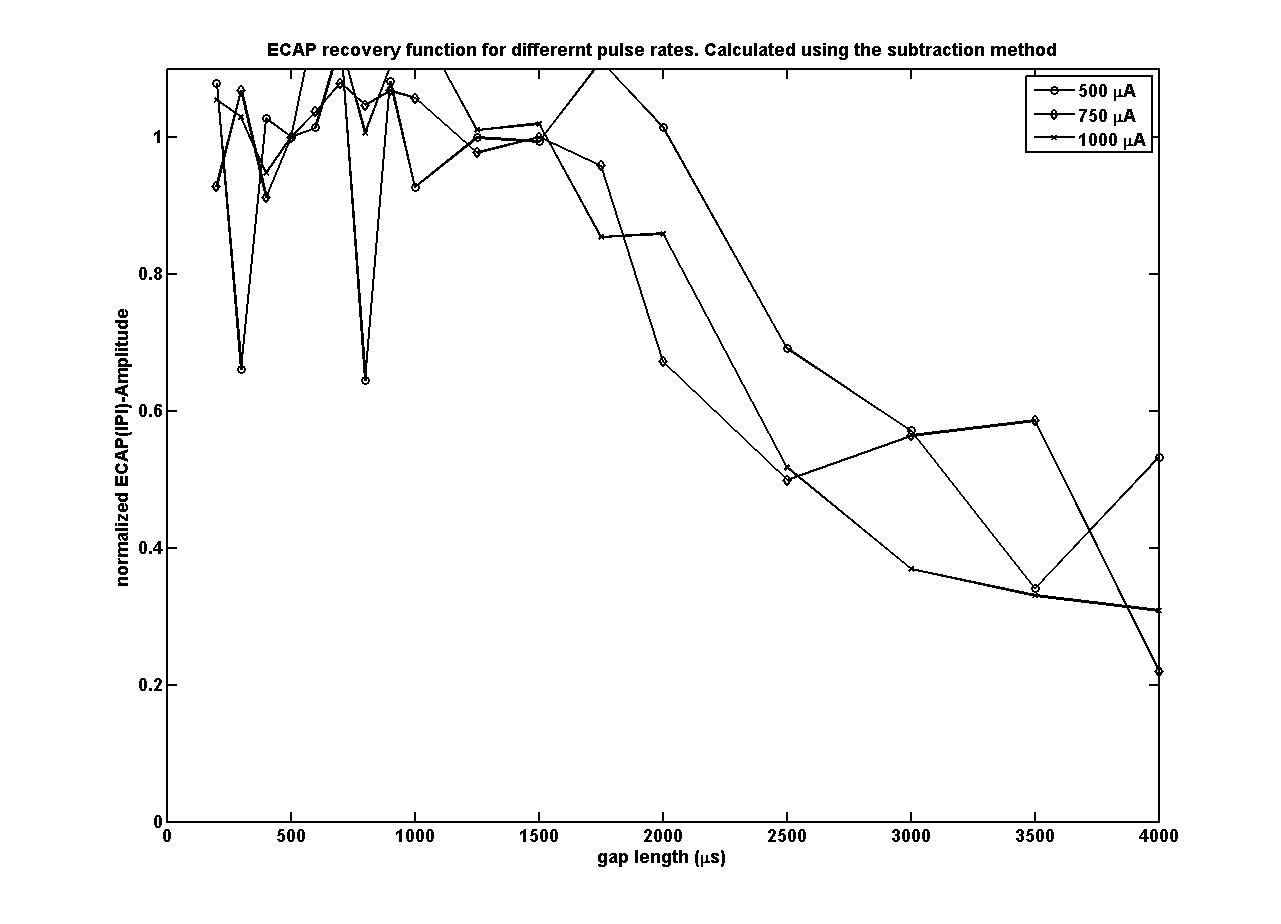 ECAP recovery function for differernt pulse rates. Calculated using the subtraction method
500 μA
750 μA
1000 μA
normalized ECAP(IPI)-Amplitude
1
0.8
0.6
0.4
0.2
0
0 500 1000 1500 2000 2500 3000 3500 4000
gap length (μs)